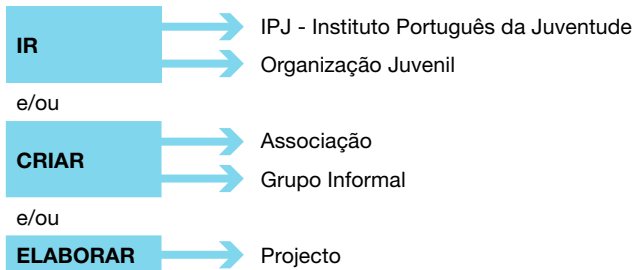 IR
IPJ - Instituto Português da Juventude
Organização Juvenil
e/ou
CRIAR
Associação
Grupo Informal
e/ou
ELABORAR
Projecto